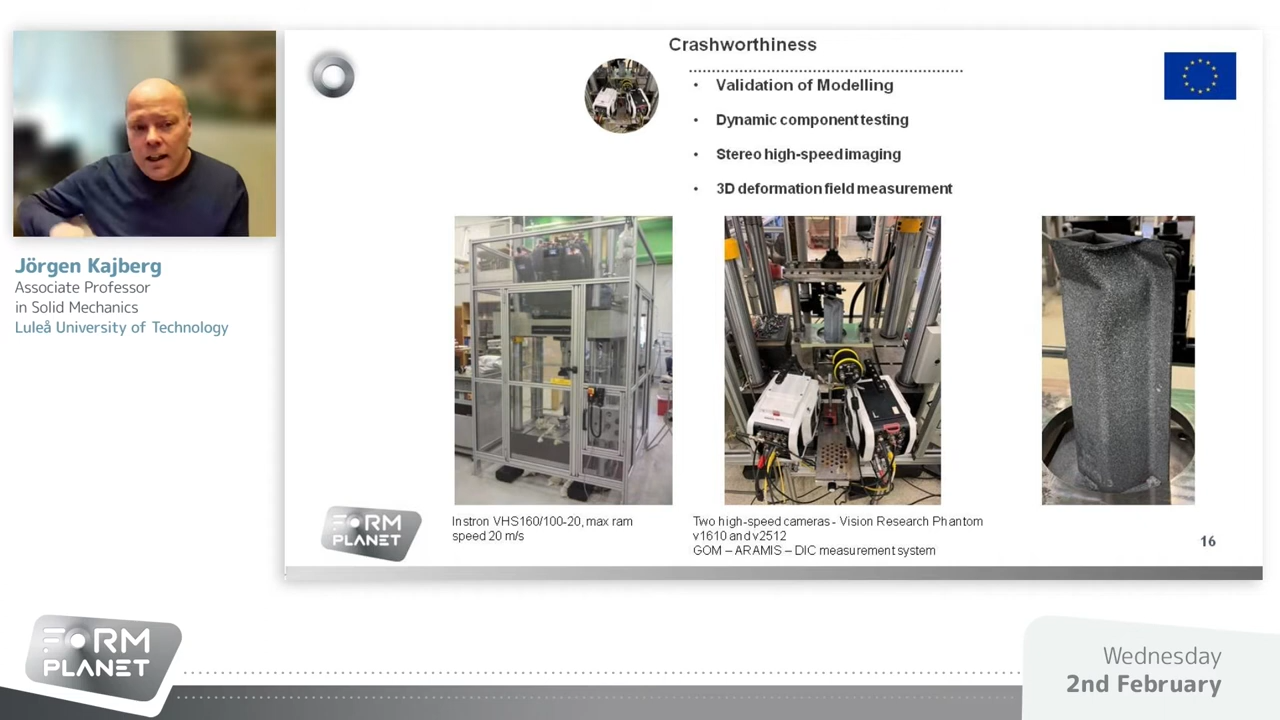 Jörgen Kajberg
Associate Professor
in Solid Mechanics
Luleå University of Technology
Crashworthiness
• Validation of Modelling
• Dynamic component testing
• Stereo high-speed imaging
• 3D deformation field measurement
Instron VHS160/100-20, max ram
speed 20 m/s
Two high-speed cameras - Vision Research Phantom
v1610 and v2512
GOM – ARAMIS – DIC measurement system
FORM
PLANET
16
FORM
PLANET
Wednesday
2nd February